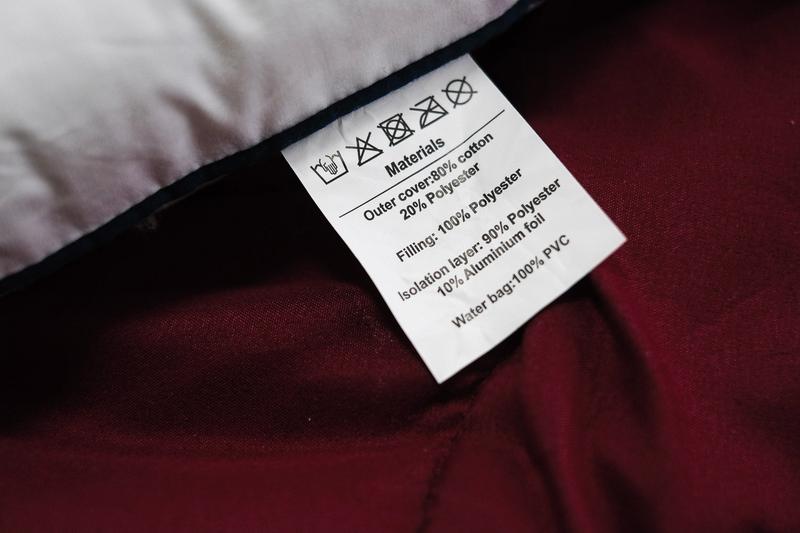 Materials
Outer cover:80% cotton
20% Polyester
Filling: 100% Polyester
Isolation layer: 90% Polyester
10% Aluminium foil
Water bag:100% PVC